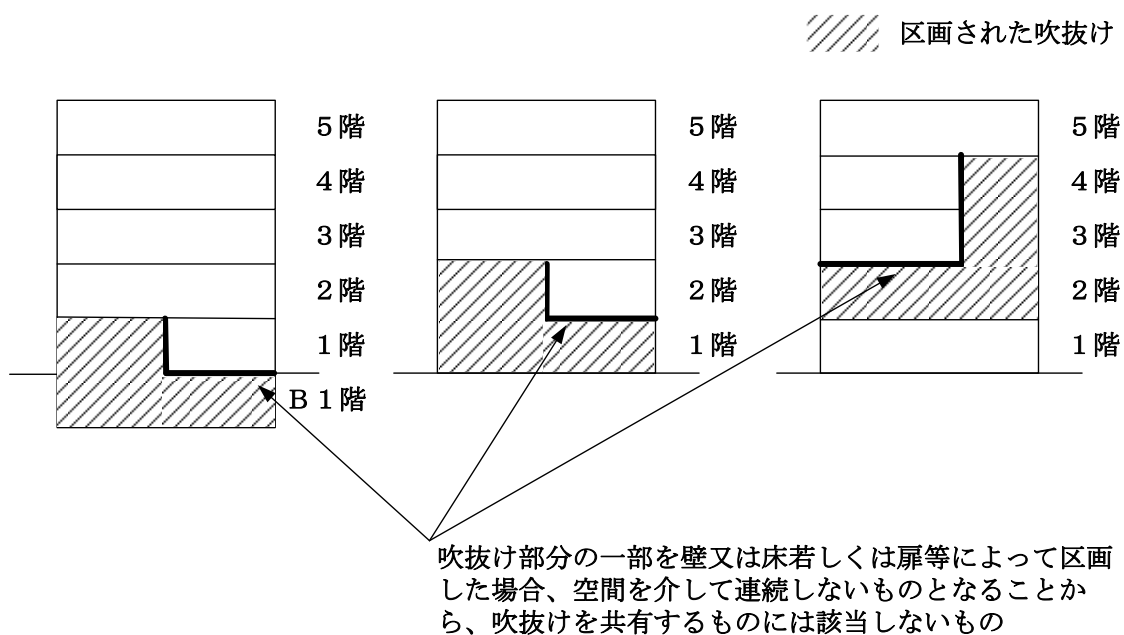 区画された吹抜け
5階
4階
3階
2階
1階
B1階
5階
4階
3階
2階
1階
5階
4階
3階
2階
1階
吹抜け部分の一部を壁又は床若しくは扉等によって区画
した場合、空間を介して連続しないものとなることか
ら、吹抜けを共有するものには該当しないもの